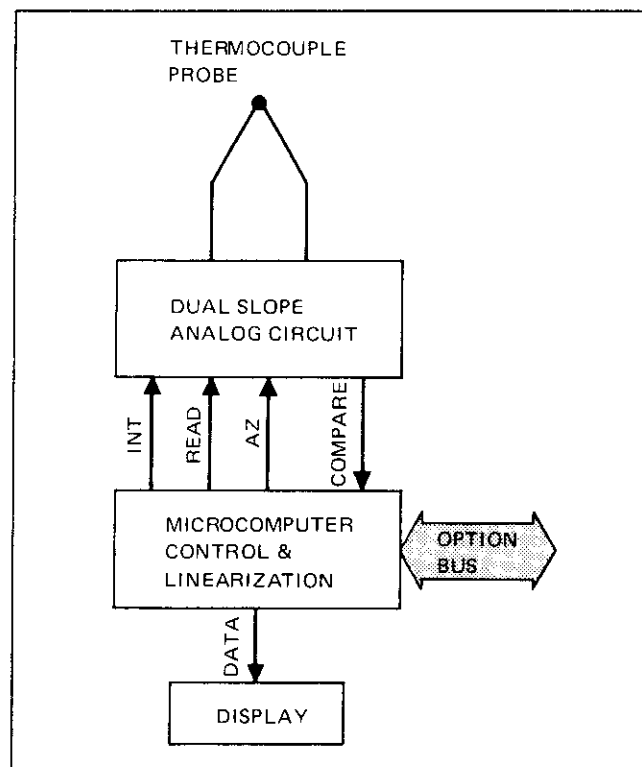 THERMOCOUPLE
PROBE
DUAL SLOPE
ANALOG CIRCUIT
INT
READ
AZ
COMPARE
MICROCOMPUTER
CONTROL &
LINEARIZATION
OPTION
BUS
DATA
DISPLAY